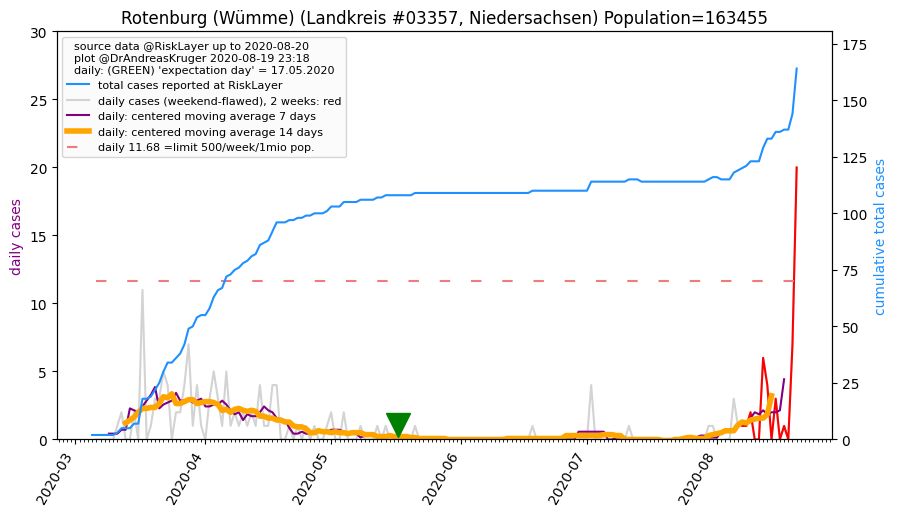 Rotenburg (Wümme) (Landkreis #03357, Niedersachsen) Population=163455
source data @RiskLayer up to 2020-08-20
plot @DrAndreasKruger 2020-08-19 23:18
daily: (GREEN) 'expectation day' = 17.05.2020
total cases reported at RiskLayer
daily cases (weekend-flawed), 2 weeks: red
daily: centered moving average 7 days
daily: centered moving average 14 days
daily 11.68 =limit 500/week/1mio pop.
daily cases
30
25
20
15
10
5
0
cumulative total cases
175
150
125
100
75
50
25
0
2020-03
2020-04
2020-05
2020-06
2020-07
2020-08